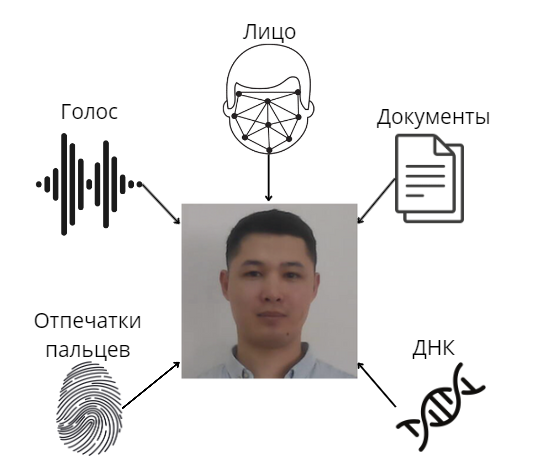 Лицо
Голос
Документы
Отпечатки
пальцев
ДНК